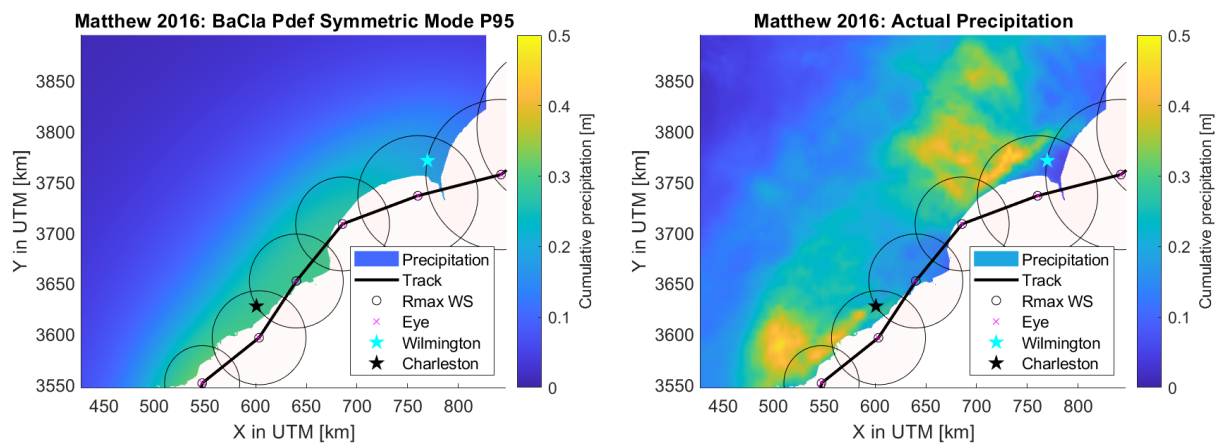 Matthew 2016: BaCla Pdef Symmetric Mode P95
Y in UTM [km]
3850
3800
3750
3700
3650
3600
3550
450 500 550 600 650 700 750 800
X in UTM [km]
Precipitation
Track
Rmax WS
Eye
Wilmington
Charleston
0.5
0.4
0.3
0.2
0.1
0
Cumulative precipitation [m]
Matthew 2016: Actual Precipitation
Y in UTM [km]
3850
3800
3750
3700
3650
3600
3550
450 500 550 600 650 700 750 800
X in UTM [km]
Precipitation
Track
Rmax WS
Eye
Wilmington
Charleston
0.5
0.4
0.3
0.2
0.1
0
Cumulative precipitation [m]